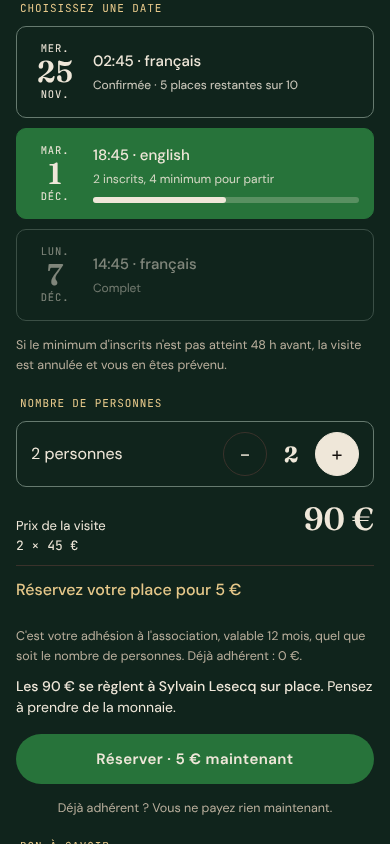 CHOISISSEZ UNE DATE
MER.
25
NOV.
02:45 · français
Confirmée · 5 places restantes sur 10
MAR.
1
DÉC.
18:45 · english
2 inscrits, 4 minimum pour partir
LUN.
7
DÉC.
14:45 · français
Complet
Si le minimum d'inscrits n'est pas atteint 48 h avant, la visite
est annulée et vous en êtes prévenu.
NOMBRE DE PERSONNES
2 personnes
−
2
+
Prix de la visite
90 €
2 × 45 €
Réservez votre place pour 5 €
C'est votre adhésion à l'association, valable 12 mois, quel que
soit le nombre de personnes. Déjà adhérent : 0 €.
Les 90 € se règlent à Sylvain Lesecq sur place. Pensez
à prendre de la monnaie.
Réserver · 5 € maintenant
Déjà adhérent ? Vous ne payez rien maintenant.